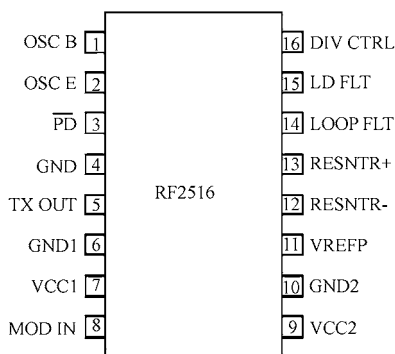 OSC B 1 16 DIV CTRL
OSC E 2 15 LD FLT
PD 3 14 LOOP FLT
GND 4 13 RESNTR+
RF2516
TX OUT 5 12 RESNTR-
GND1 6 11 VREFP
VCC1 7 10 GND2
MOD IN 8 9 VCC2